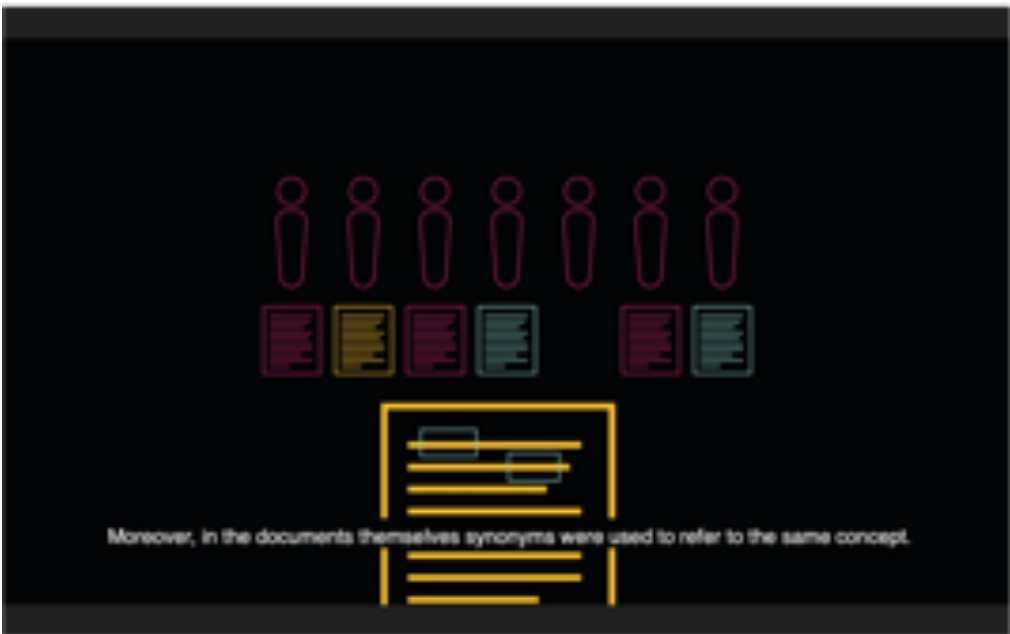 Moreover, in the documents themselves synonyms were used to refer to the same concept.